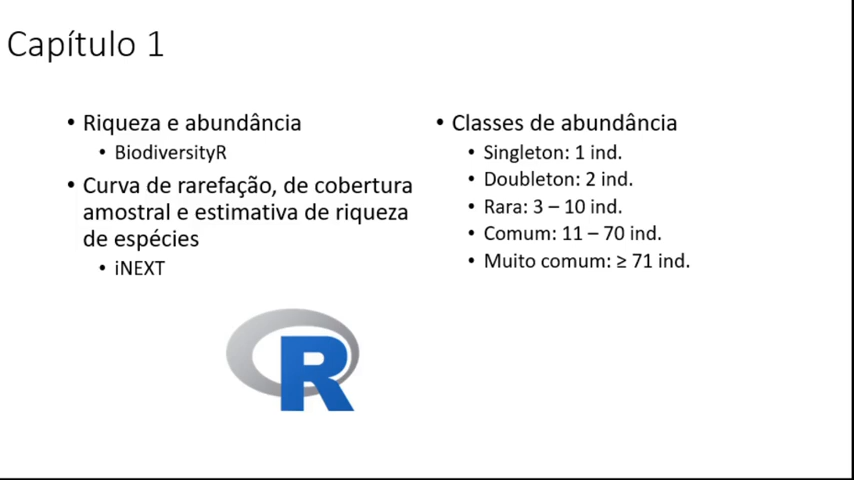 Capítulo 1
• Riqueza e abundância
• BiodiversityR
• Curva de rarefação, de cobertura
amostral e estimativa de riqueza
de espécies
• iNEXT
• Classes de abundância
• Singleton: 1 ind.
• Doubleton: 2 ind.
• Rara: 3 – 10 ind.
• Comum: 11 – 70 ind.
• Muito comum: ≥ 71 ind.
R